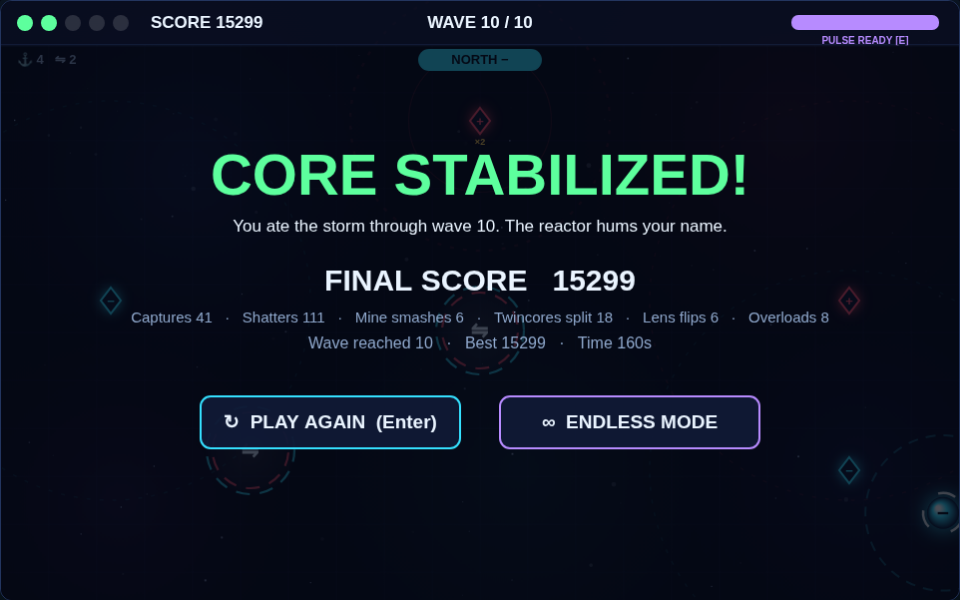 SCORE 15299 WAVE 10 / 10
PULSE READY [E]
⚓ 4 ⇋ 2 NORTH −
×2
CORE STABILIZED!
You ate the storm through wave 10. The reactor hums your name.
FINAL SCORE 15299
Captures 41 · Shatters 111 · Mine smashes 6 · Twincores split 18 · Lens flips 6 · Overloads 8
Wave reached 10 · Best 15299 · Time 160s
↻ PLAY AGAIN (Enter) ∞ ENDLESS MODE